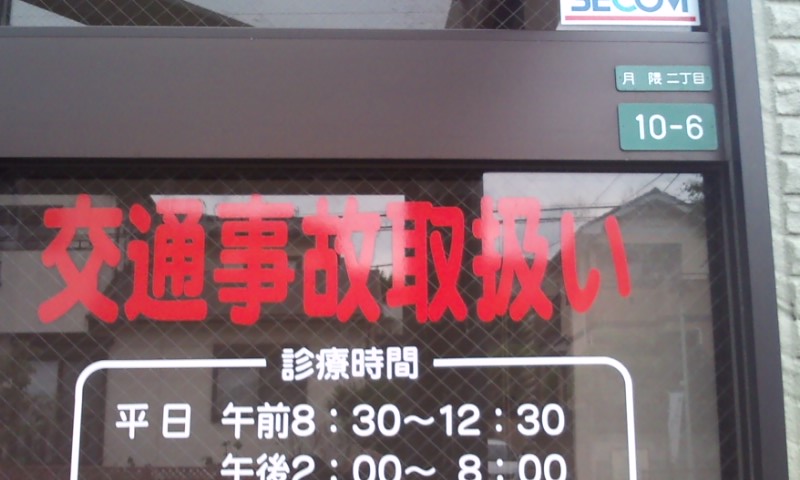 SECOM
月隈二丁目
10-6
交通事故取扱い
診療時間
平日 午前8:30〜12:30
午後2:00〜8:00